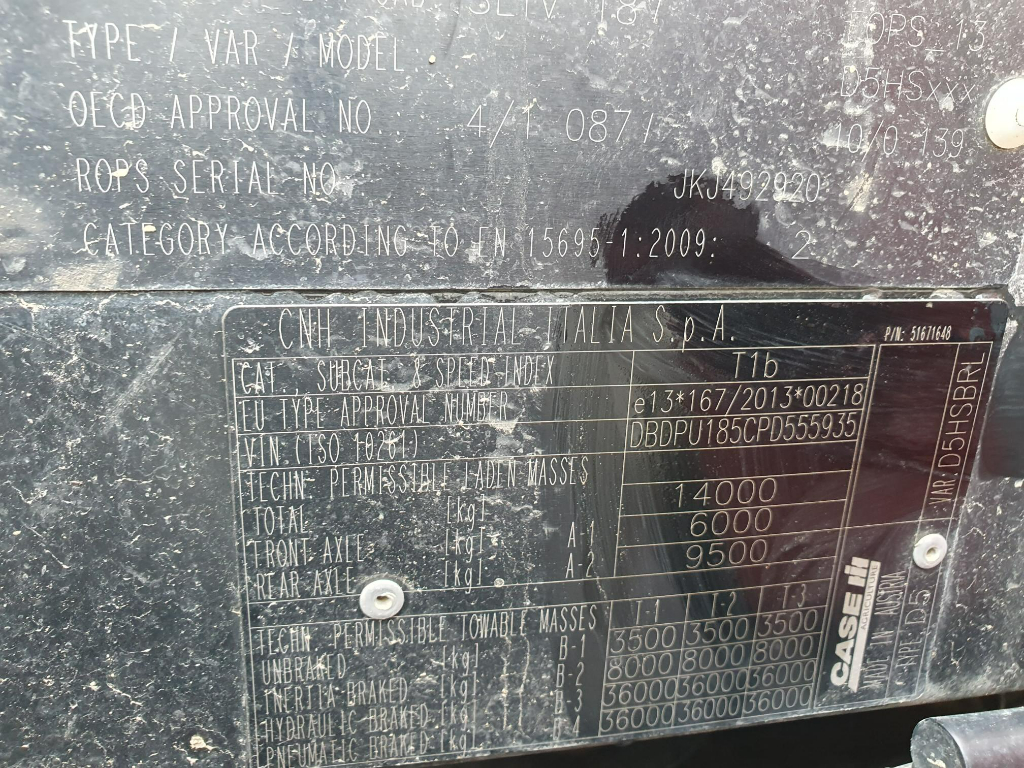 TYPE / VAR / MODEL
FOPS_13
D5HSxxx
OECD APPROVAL NO.
4/1 087/
10/0 139
ROPS SERIAL NO
JKJ492920
CATEGORY ACCORDING TO EN 15695-1:2009: 2
CNH INDUSTRIAL ITALIA S.p.A.
P/N: 51671648
CAT. SUBCAT. & SPEED INDEX T1b
EU TYPE APPROVAL NUMBER e13*167/2013*00218
VIN (ISO 10261) DBDPU185CPD555935
TECHN. PERMISSIBLE LADEN MASSES
TOTAL [kg] 14000
FRONT AXLE [kg] A-1 6000
REAR AXLE [kg] A-2 9500
TECHN. PERMISSIBLE TOWABLE MASSES T-1 T-2 T-3
UNBRAKED [kg] B-1 3500 3500 3500
INERTIA BRAKED [kg] B-2 8000 8000 8000
HYDRAULIC BRAKED [kg] B 3 36000 36000 36000
PNEUMATIC BRAKED [kg] B 4 36000 36000 36000
CASE IH
AGRICULTURE
MADE IN AUSTRIA
TYPE: D5
VAR: D5HSBRL